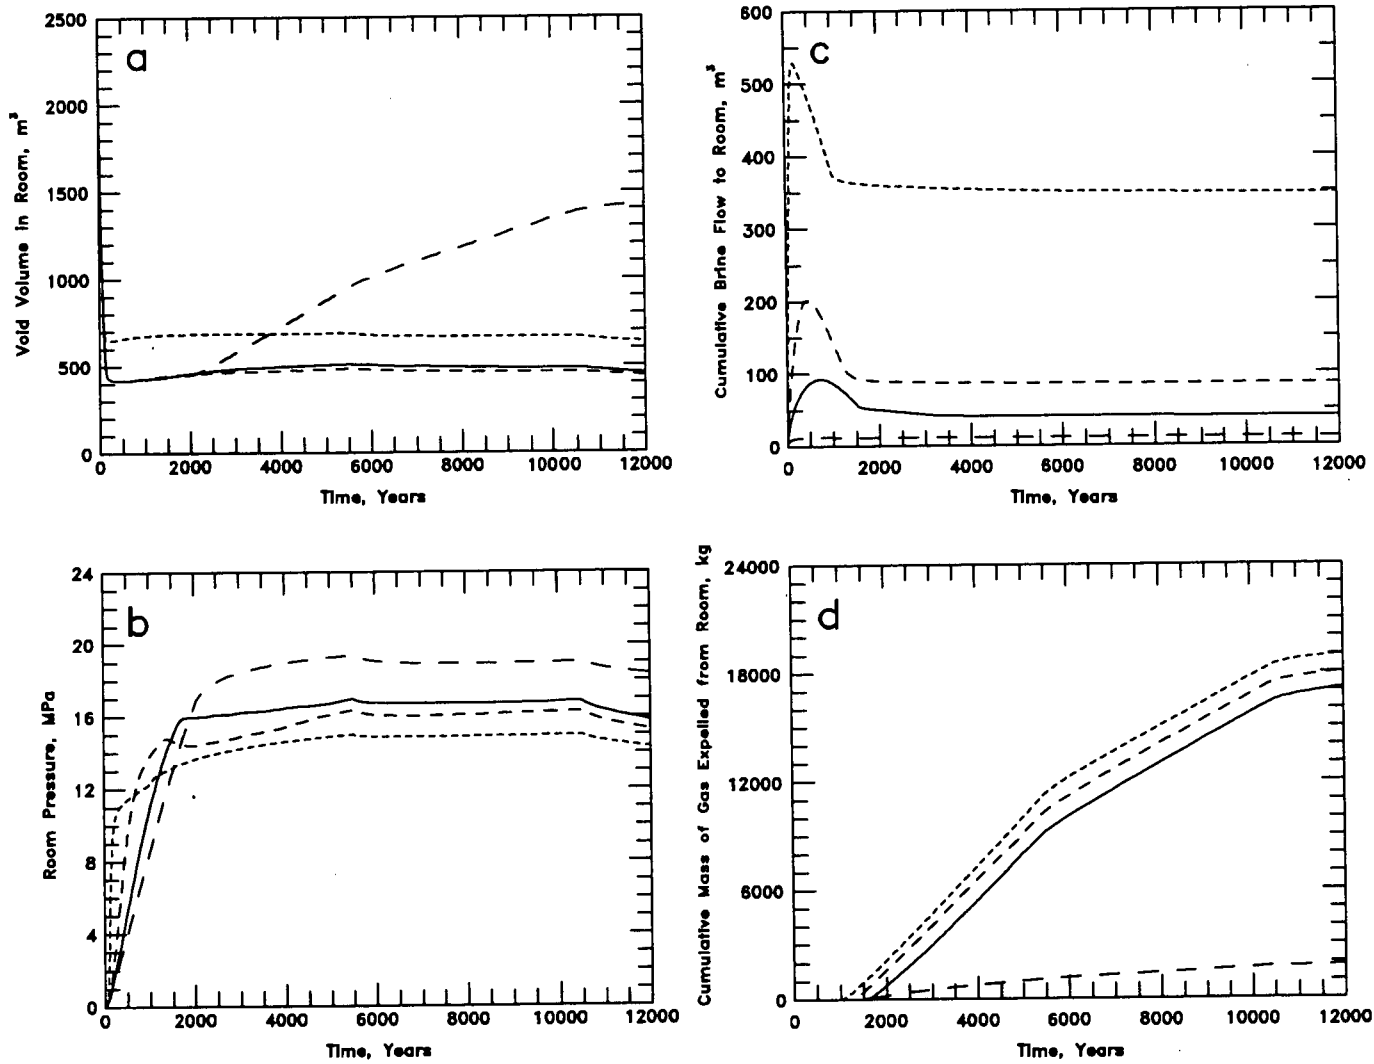 a
Void Volume in Room, m³
2500
2000
1500
1000
500
0
0 2000 4000 6000 8000 10000 12000
Time, Years
c
Cumulative Brine Flow to Room, m³
600
500
400
300
200
100
0
0 2000 4000 6000 8000 10000 12000
Time, Years
b
Room Pressure, MPa
24
20
16
12
8
4
0
0 2000 4000 6000 8000 10000 12000
Time, Years
d
Cumulative Mass of Gas Expelled from Room, kg
24000
18000
12000
6000
0
0 2000 4000 6000 8000 10000 12000
Time, Years